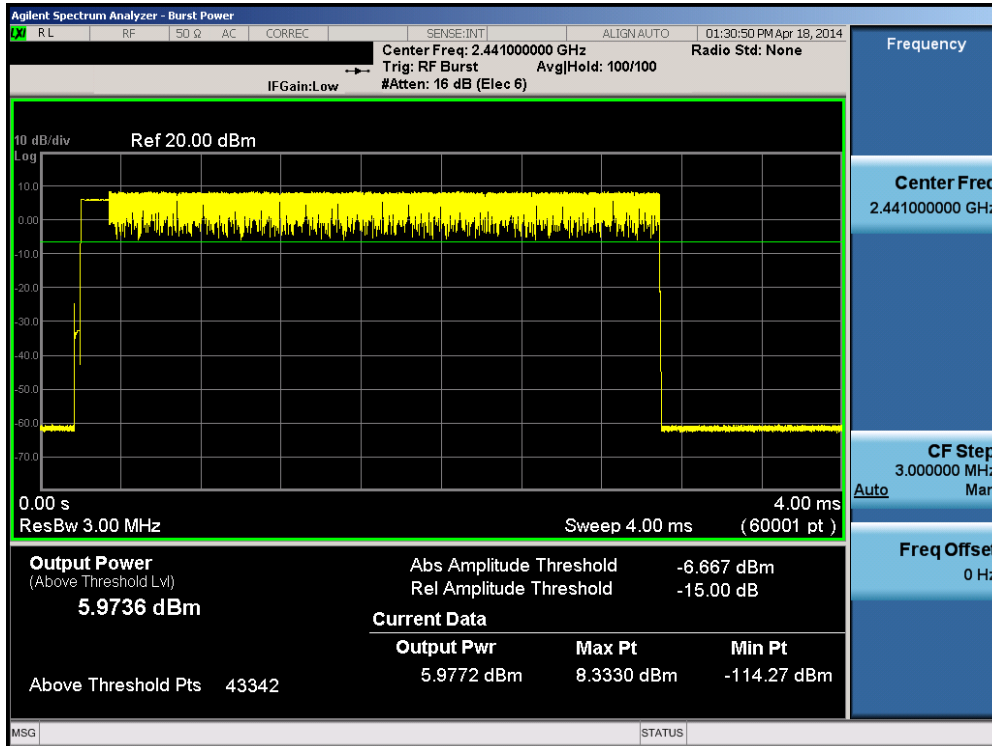 Agilent Spectrum Analyzer - Burst Power
LXI RL RF 50 Ω AC CORREC SENSE:INT ALIGN AUTO 01:30:50 PM Apr 18, 2014
Center Freq: 2.441000000 GHz Radio Std: None
Trig: RF Burst Avg|Hold: 100/100
IFGain:Low #Atten: 16 dB (Elec 6)
10 dB/div Ref 20.00 dBm
Log
10.0
0.00
-10.0
-20.0
-30.0
-40.0
-50.0
-60.0
-70.0
0.00 s 4.00 ms
ResBw 3.00 MHz Sweep 4.00 ms (60001 pt )
Output Power
(Above Threshold Lvl)
5.9736 dBm
Above Threshold Pts 43342
Abs Amplitude Threshold -6.667 dBm
Rel Amplitude Threshold -15.00 dB
Current Data
Output Pwr Max Pt Min Pt
5.9772 dBm 8.3330 dBm -114.27 dBm
Frequency
Center Freq
2.441000000 GHz
CF Step
3.000000 MHz
Auto Man
Freq Offset
0 Hz
MSG STATUS